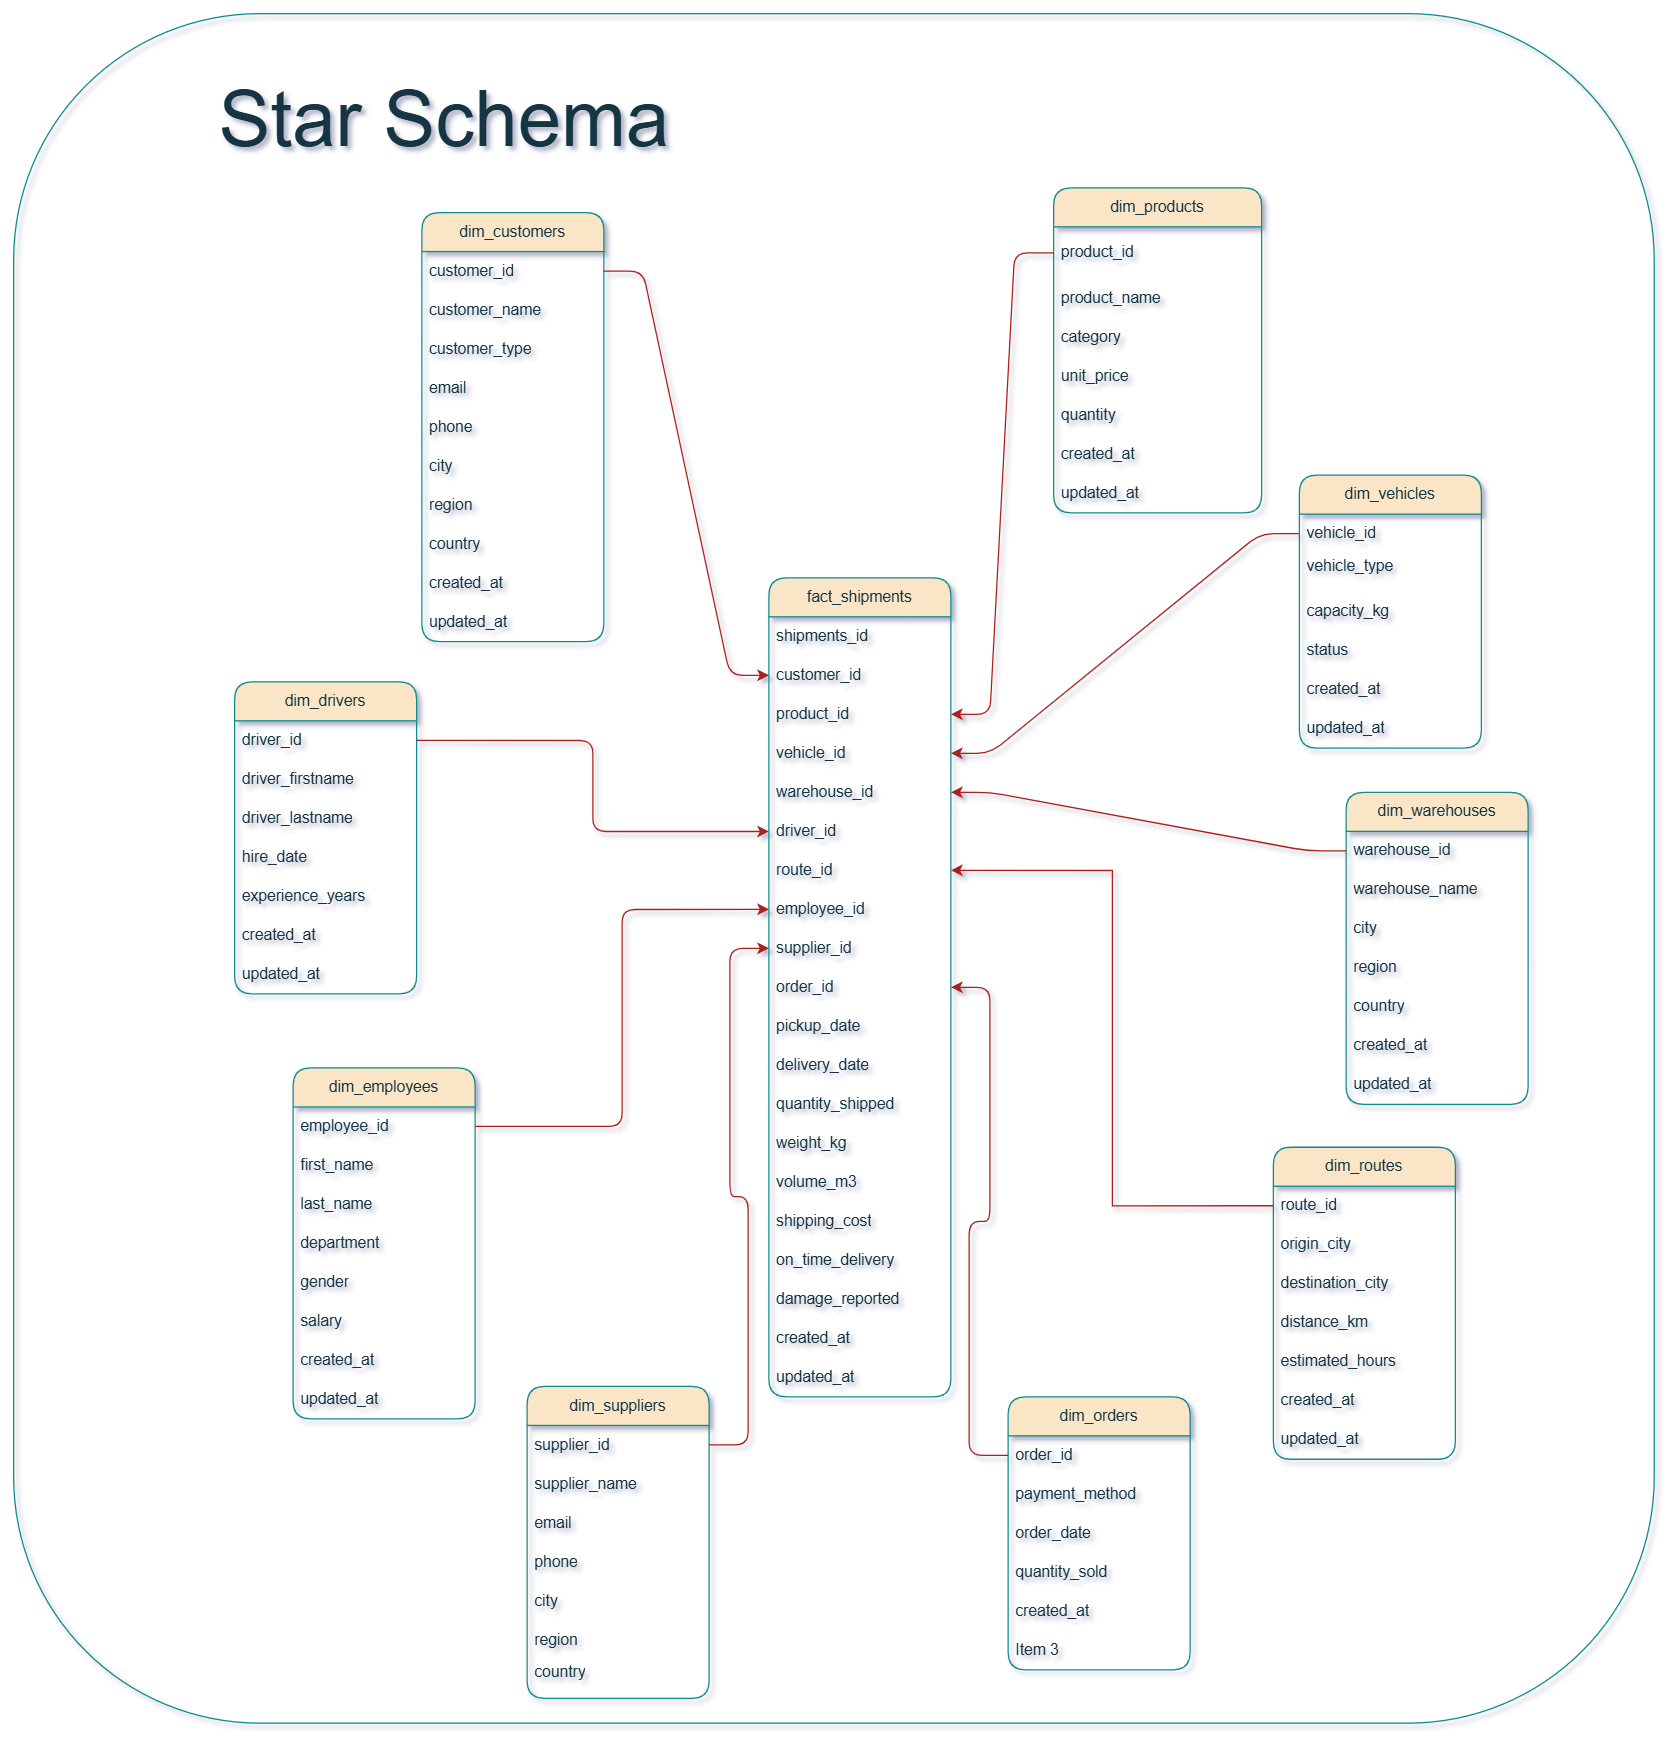 Star Schema
dim_customers
customer_id
customer_name
customer_type
email
phone
city
region
country
created_at
updated_at
dim_products
product_id
product_name
category
unit_price
quantity
created_at
updated_at
dim_vehicles
vehicle_id
vehicle_type
capacity_kg
status
created_at
updated_at
fact_shipments
shipments_id
customer_id
product_id
vehicle_id
warehouse_id
driver_id
route_id
employee_id
supplier_id
order_id
pickup_date
delivery_date
quantity_shipped
weight_kg
volume_m3
shipping_cost
on_time_delivery
damage_reported
created_at
updated_at
dim_drivers
driver_id
driver_firstname
driver_lastname
hire_date
experience_years
created_at
updated_at
dim_warehouses
warehouse_id
warehouse_name
city
region
country
created_at
updated_at
dim_employees
employee_id
first_name
last_name
department
gender
salary
created_at
updated_at
dim_routes
route_id
origin_city
destination_city
distance_km
estimated_hours
created_at
updated_at
dim_suppliers
supplier_id
supplier_name
email
phone
city
region
country
dim_orders
order_id
payment_method
order_date
quantity_sold
created_at
Item 3